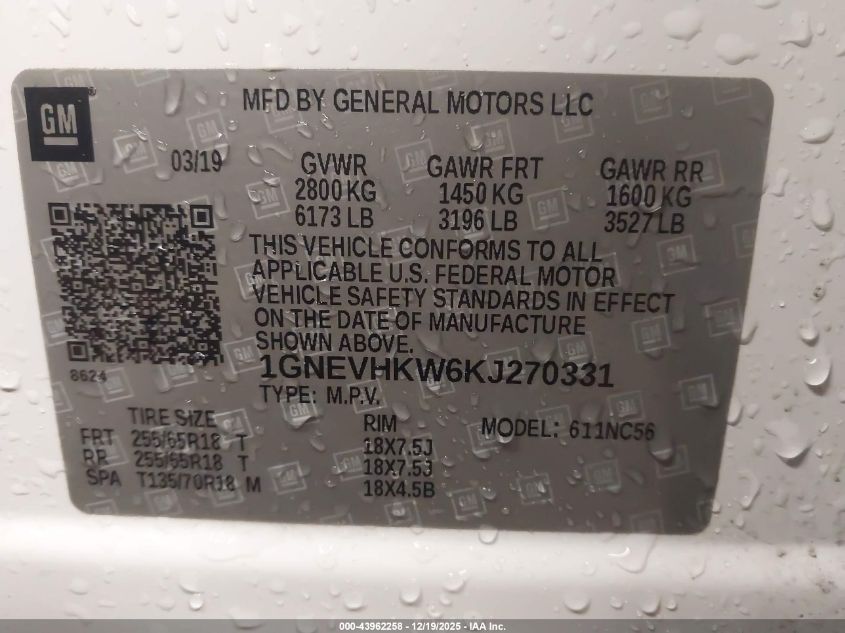 GM
MFD BY GENERAL MOTORS LLC
03/19 GVWR GAWR FRT GAWR RR
2800 KG 1450 KG 1600 KG
6173 LB 3196 LB 3527 LB
THIS VEHICLE CONFORMS TO ALL
APPLICABLE U.S. FEDERAL MOTOR
VEHICLE SAFETY STANDARDS IN EFFECT
ON THE DATE OF MANUFACTURE
SHOWN ABOVE.
1GNEVHKW6KJ270331
8624
TYPE: M.P.V.
TIRE SIZE RIM MODEL: 611NC56
FRT 255/65R18 T 18X7.5J
RR 255/65R18 T 18X7.5J
SPA T135/70R18 M 18X4.5B
000-43962258 - 12/19/2025 - IAA Inc.